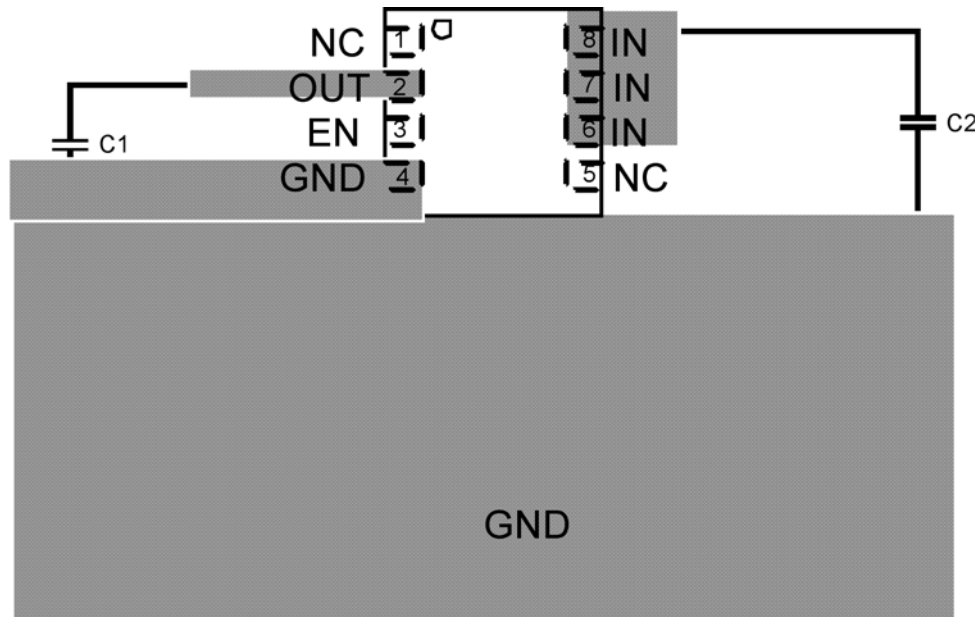 NC 1 8 IN
OUT 2 7 IN
EN 3 6 IN
GND 4 5 NC
C1
C2
GND